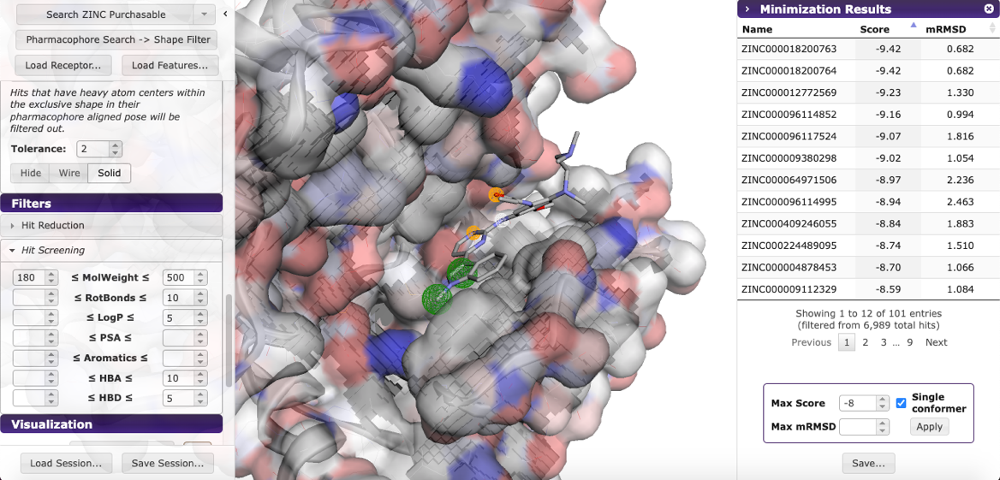 Search ZINC Purchasable
Pharmacophore Search -> Shape Filter
Load Receptor...
Load Features...
Hits that have heavy atom centers within
the exclusive shape in their
pharmacophore aligned pose will be
filtered out.
Tolerance: 2
Hide Wire Solid
Filters
Hit Reduction
Hit Screening
180 ≤ MolWeight ≤ 500
≤ RotBonds ≤ 10
≤ LogP ≤ 5
≤ PSA ≤
≤ Aromatics ≤
≤ HBA ≤ 10
≤ HBD ≤ 5
Visualization
Load Session...
Save Session...
Minimization Results
Name Score mRMSD
ZINC000018200763 -9.42 0.682
ZINC000018200764 -9.42 0.682
ZINC000012772569 -9.23 1.330
ZINC000096114852 -9.16 0.994
ZINC000096117524 -9.07 1.816
ZINC000009380298 -9.02 1.054
ZINC000064971506 -8.97 2.236
ZINC000096114995 -8.94 2.463
ZINC000409246055 -8.84 1.883
ZINC000224489095 -8.74 1.510
ZINC000004878453 -8.70 1.066
ZINC000009112329 -8.59 1.084
Showing 1 to 12 of 101 entries
(filtered from 6,989 total hits)
Previous 1 2 3 ... 9 Next
Max Score -8 Single
conformer
Max mRMSD Apply
Save...